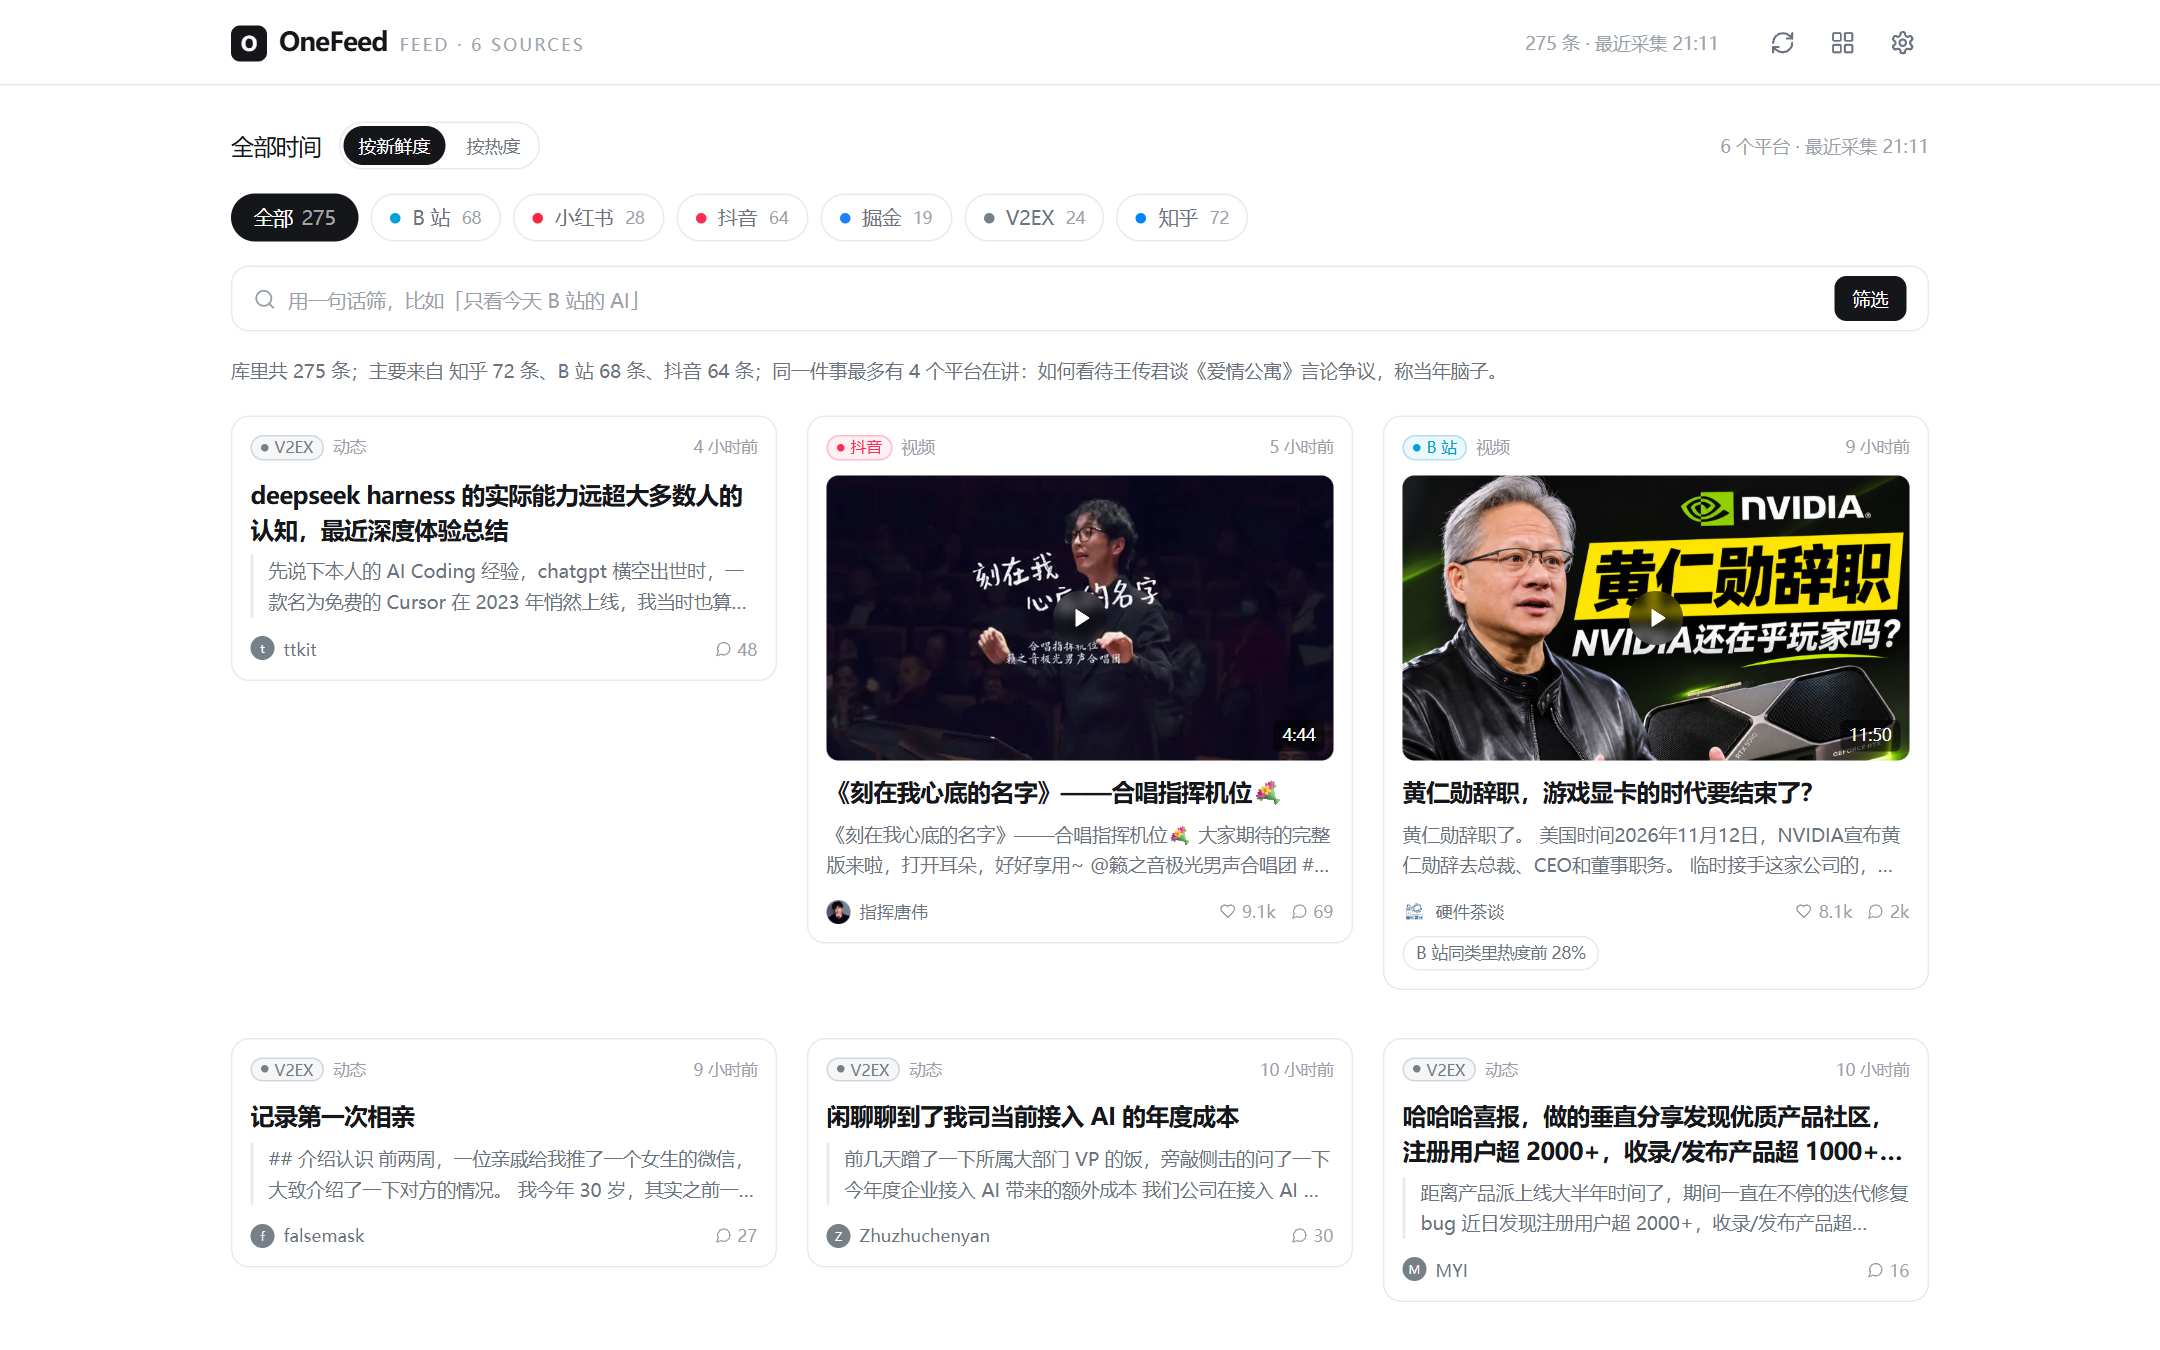 O OneFeed FEED · 6 SOURCES
275 条 · 最近采集 21:11
全部时间 按新鲜度 按热度
6 个平台 · 最近采集 21:11
全部 275 B 站 68 小红书 28 抖音 64 掘金 19 V2EX 24 知乎 72
用一句话筛，比如「只看今天 B 站的 AI」
筛选
库里共 275 条；主要来自 知乎 72 条、B 站 68 条、抖音 64 条；同一件事最多有 4 个平台在讲：如何看待王传君谈《爱情公寓》言论争议，称当年脑子。
V2EX 动态 4 小时前
deepseek harness 的实际能力远超大多数人的
认知，最近深度体验总结
先说下本人的 AI Coding 经验，chatgpt 横空出世时，一
款名为免费的 Cursor 在 2023 年悄然上线，我当时也算...
t ttkit 48
抖音 视频 5 小时前
刻在我
心底的名字
合唱指挥机位
籁之音极光男声合唱团
4:44
《刻在我心底的名字》——合唱指挥机位💐
《刻在我心底的名字》——合唱指挥机位💐 大家期待的完整
版来啦，打开耳朵，好好享用~ @籁之音极光男声合唱团 #...
指挥唐伟 9.1k 69
B 站 视频 9 小时前
NVIDIA
黄仁勋辞职
NVIDIA还在乎玩家吗?
RTX 5090
GEFORCE RTX
11:50
黄仁勋辞职，游戏显卡的时代要结束了？
黄仁勋辞职了。 美国时间2026年11月12日，NVIDIA宣布黄
仁勋辞去总裁、CEO和董事职务。 临时接手这家公司的，...
硬件茶谈 8.1k 2k
B 站同类里热度前 28%
V2EX 动态 9 小时前
记录第一次相亲
## 介绍认识 前两周，一位亲戚给我推了一个女生的微信，
大致介绍了一下对方的情况。 我今年 30 岁，其实之前一...
f falsemask 27
V2EX 动态 10 小时前
闲聊聊到了我司当前接入 AI 的年度成本
前几天蹭了一下所属大部门 VP 的饭，旁敲侧击的问了一下
今年度企业接入 AI 带来的额外成本 我们公司在接入 AI ...
Z Zhuzhuchenyan 30
V2EX 动态 10 小时前
哈哈哈喜报，做的垂直分享发现优质产品社区，
注册用户超 2000+，收录/发布产品超 1000+...
距离产品派上线大半年时间了，期间一直在不停的迭代修复
bug 近日发现注册用户超 2000+，收录/发布产品超...
M MYI 16